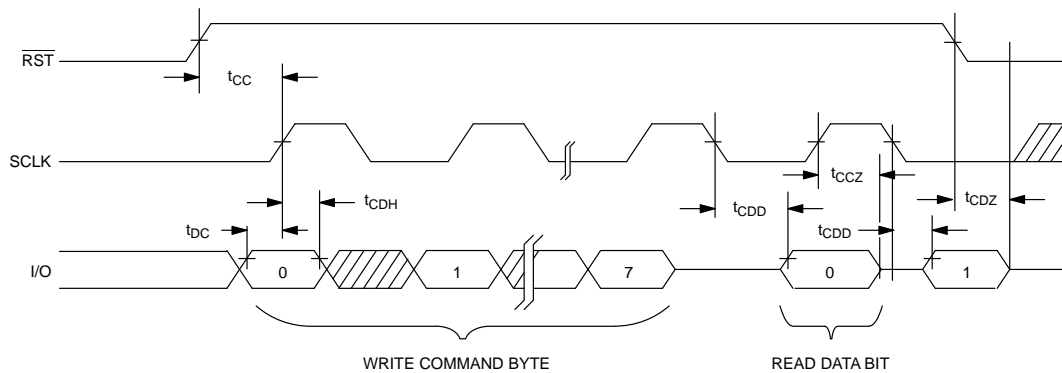 RST
tCC
SCLK
tCCZ
tCDH
tCDD
tCDZ
tDC
tCDD
I/O
0
1
7
0
1
WRITE COMMAND BYTE
READ DATA BIT